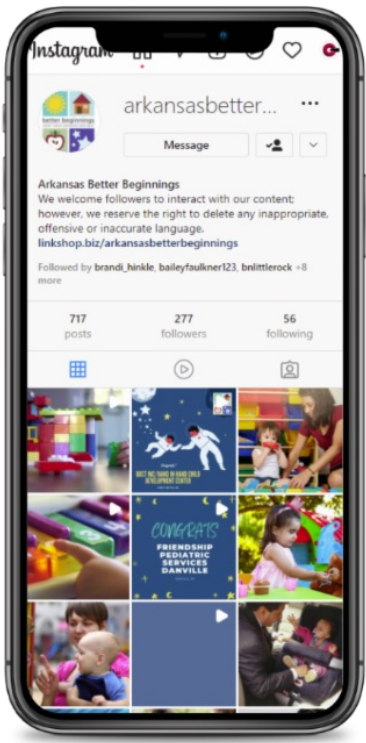 Instagram
better beginnings
arkansasbetter...
Message
Arkansas Better Beginnings
We welcome followers to interact with our content;
however, we reserve the right to delete any inappropriate,
offensive or inaccurate language.
linkshop.biz/arkansasbetterbeginnings
Followed by brandi_hinkle, baileyfaulkner123, bnlittlerock +8
more
717 277 56
posts followers following
DEVELOPMENT CENTER
CONGRATS
FRIENDSHIP
PEDIATRIC
SERVICES
DANVILLE